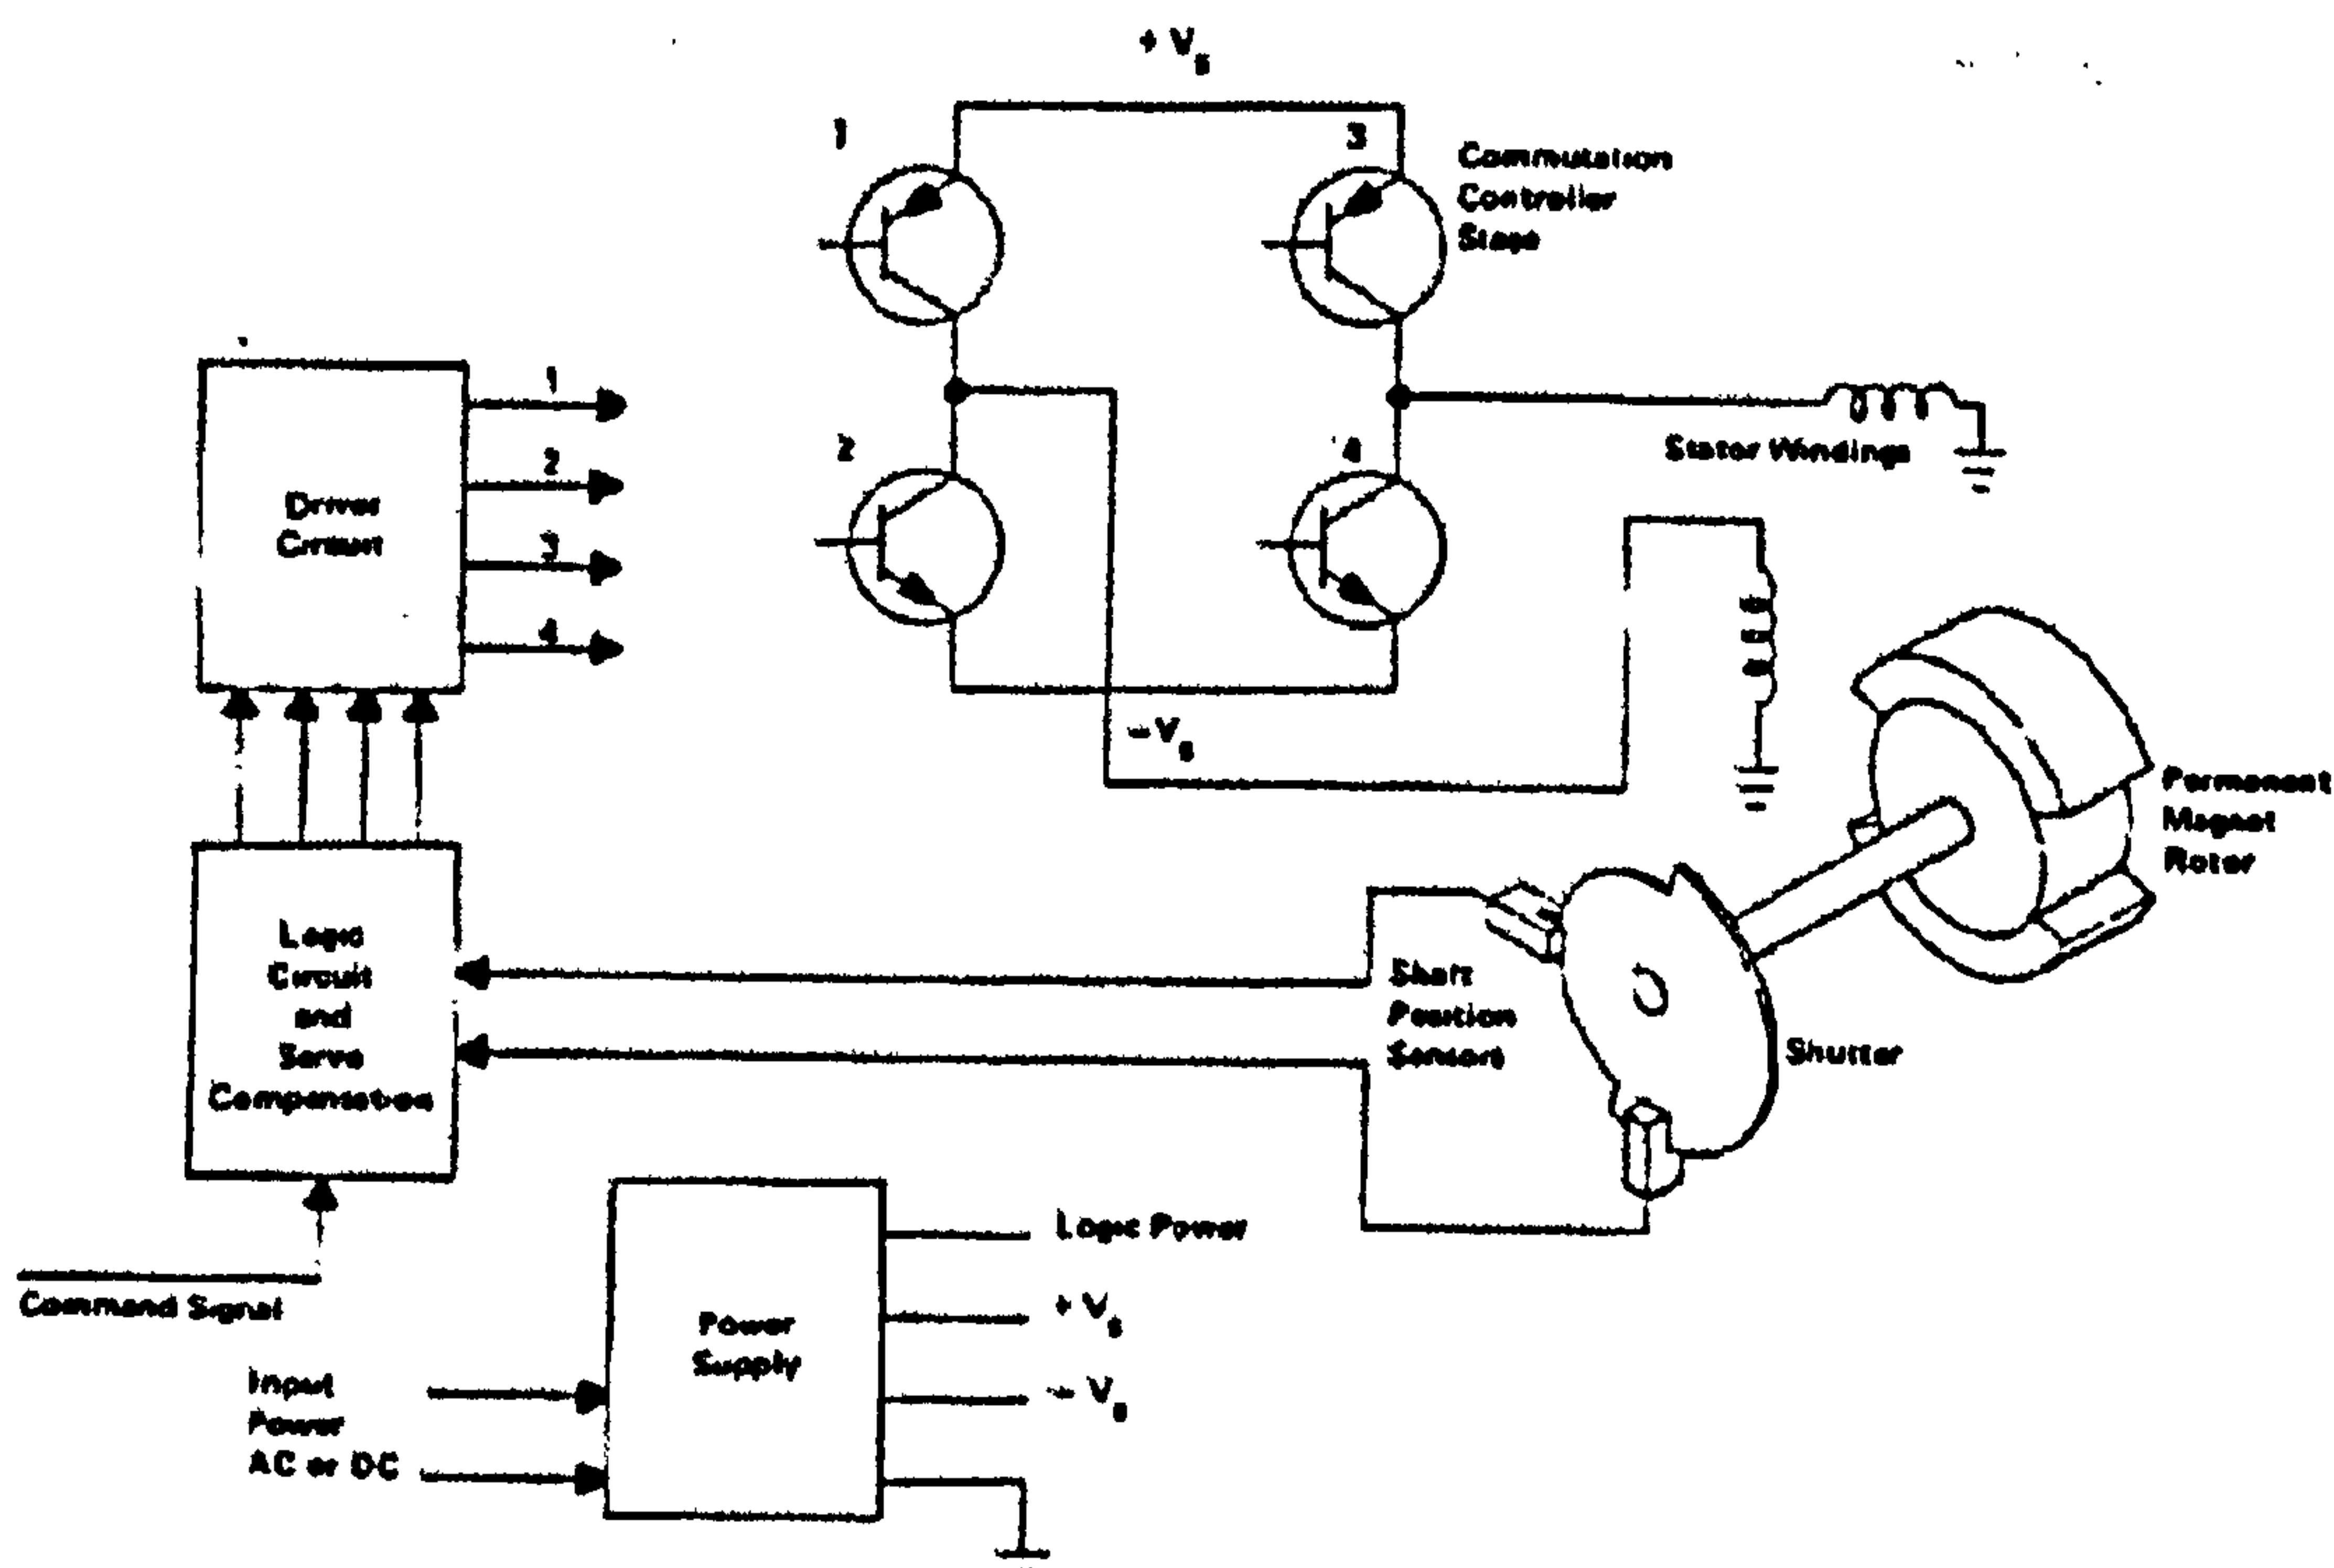 + Vs
1
3
Commutation
Controller
Stage
1
2
3
4
Driver
Circuit
2
4
Stator Windings
- Vs
Permanent
Magnet
Rotor
Logic
Circuit
and
Servo
Compensation
Shaft
Position
Sensors
Shutter
Command Signal
Power
Supply
Logic Power
+ Vs
- Vs
Input
Power
AC or DC